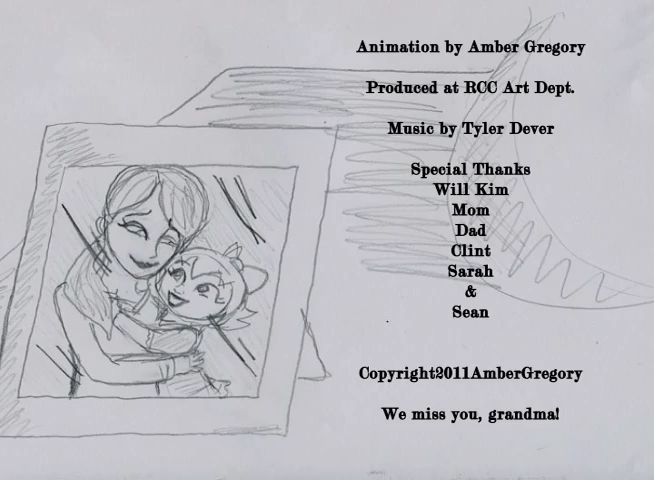 Animation by Amber Gregory
Produced at RCC Art Dept.
Music by Tyler Dever
Special Thanks
Will Kim
Mom
Dad
Clint
Sarah
&
Sean
Copyright2011AmberGregory
We miss you, grandma!